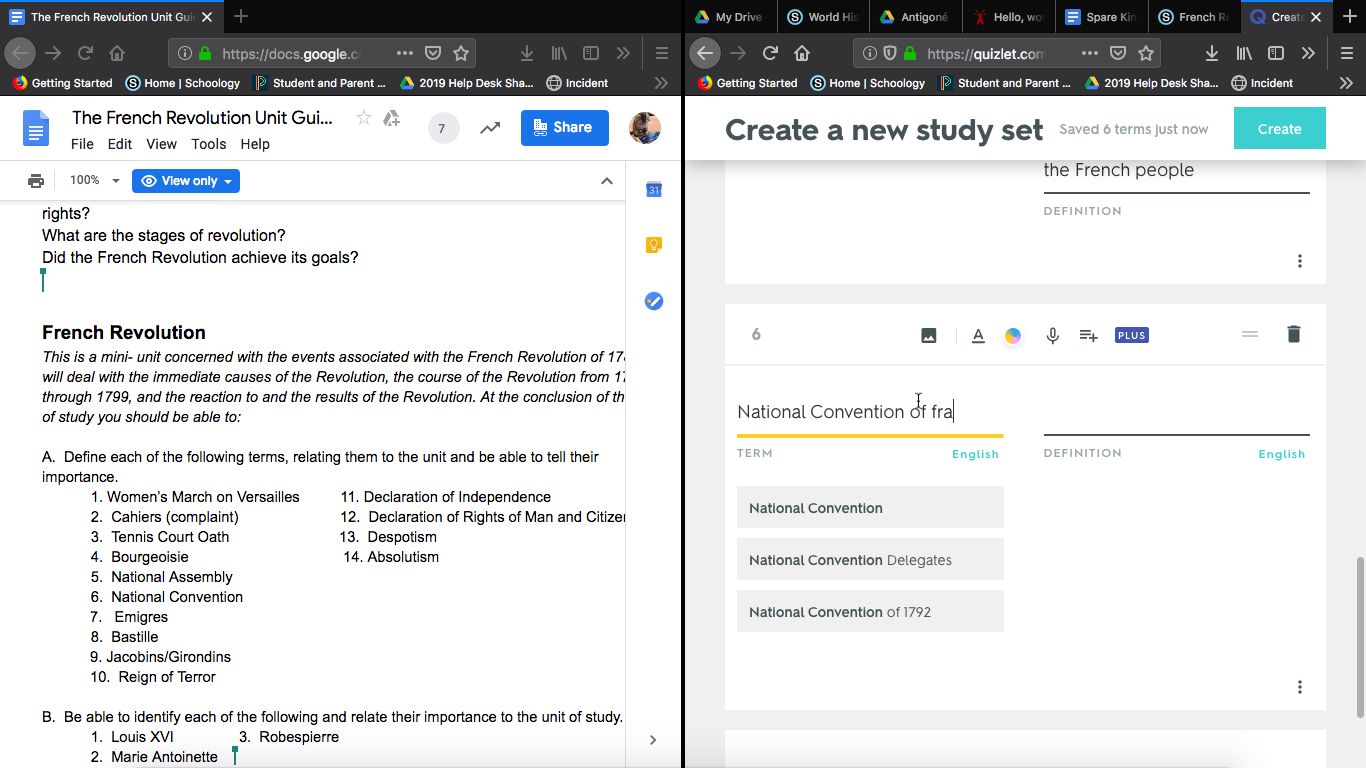 The French Revolution Unit Gui
https://docs.google.c
Getting Started
Home | Schoology
Student and Parent ...
2019 Help Desk Sha...
Incident
The French Revolution Unit Gui...
7
Share
File Edit View Tools Help
100%
View only
31
rights?
What are the stages of revolution?
Did the French Revolution achieve its goals?
French Revolution
This is a mini- unit concerned with the events associated with the French Revolution of 17
will deal with the immediate causes of the Revolution, the course of the Revolution from
through 1799, and the reaction to and the results of the Revolution. At the conclusion of
of study you should be able to:
A. Define each of the following terms, relating them to the unit and be able to tell their
importance.
1. Women's March on Versailles 11. Declaration of Independence
2. Cahiers (complaint) 12. Declaration of Rights of Man and Citize
3. Tennis Court Oath 13. Despotism
4. Bourgeoisie 14. Absolutism
5. National Assembly
6. National Convention
7. Emigres
8. Bastille
9. Jacobins/Girondins
10. Reign of Terror
B. Be able to identify each of the following and relate their importance to the unit of study.
1. Louis XVI 3. Robespierre
2. Marie Antoinette
My Drive
World His
Antigoné
Hello, wo
Spare Kin
French Re
Create
https://quizlet.com
Getting Started
Home | Schoology
Student and Parent ...
2019 Help Desk Sha...
Incident
Create a new study set
Saved 6 terms just now
Create
the French people
DEFINITION
6
A
PLUS
National Convention of fra
TERM English
DEFINITION English
National Convention
National Convention Delegates
National Convention of 1792